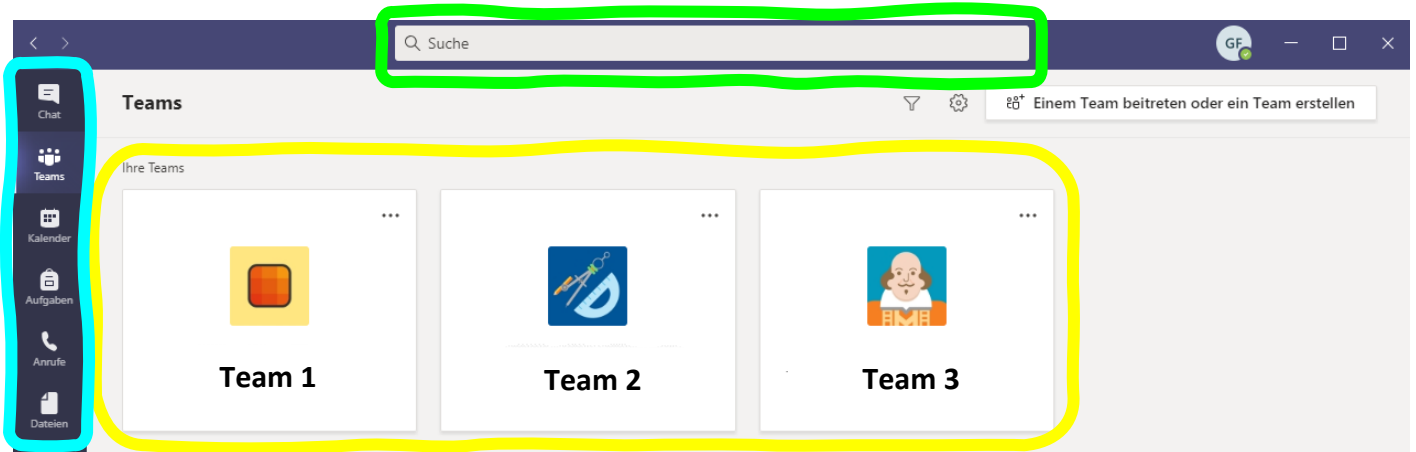 Suche
GF
Chat
Teams
Kalender
Aufgaben
Anrufe
Dateien
Teams
Einem Team beitreten oder ein Team erstellen
Ihre Teams
Team 1
Team 2
Team 3